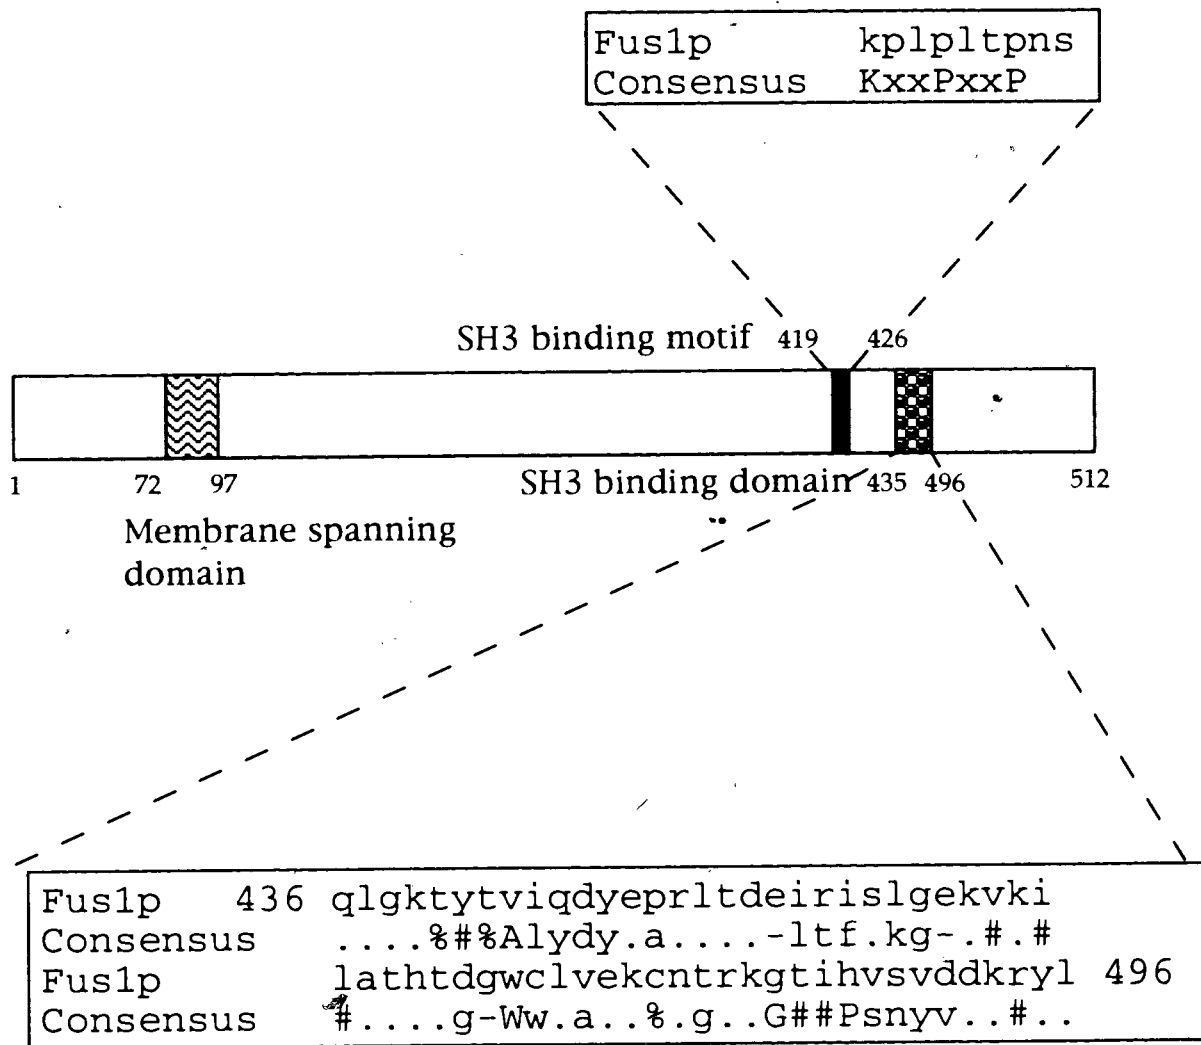 Fus1p kplpltpns
Consensus KxxPxxP
SH3 binding motif 419 426
1 72 97 SH3 binding domain 435 496 512
Membrane spanning
domain
Fus1p 436 qlgktytviqdyeprltdeirislgekvki
Consensus ....%#%Alydy.a....-ltf.kg-.#.#
Fus1p lathtdgwclvekcntrkgtihvsvddkryl 496
Consensus #....g-Ww.a..%.g..G##Psnyv..#..